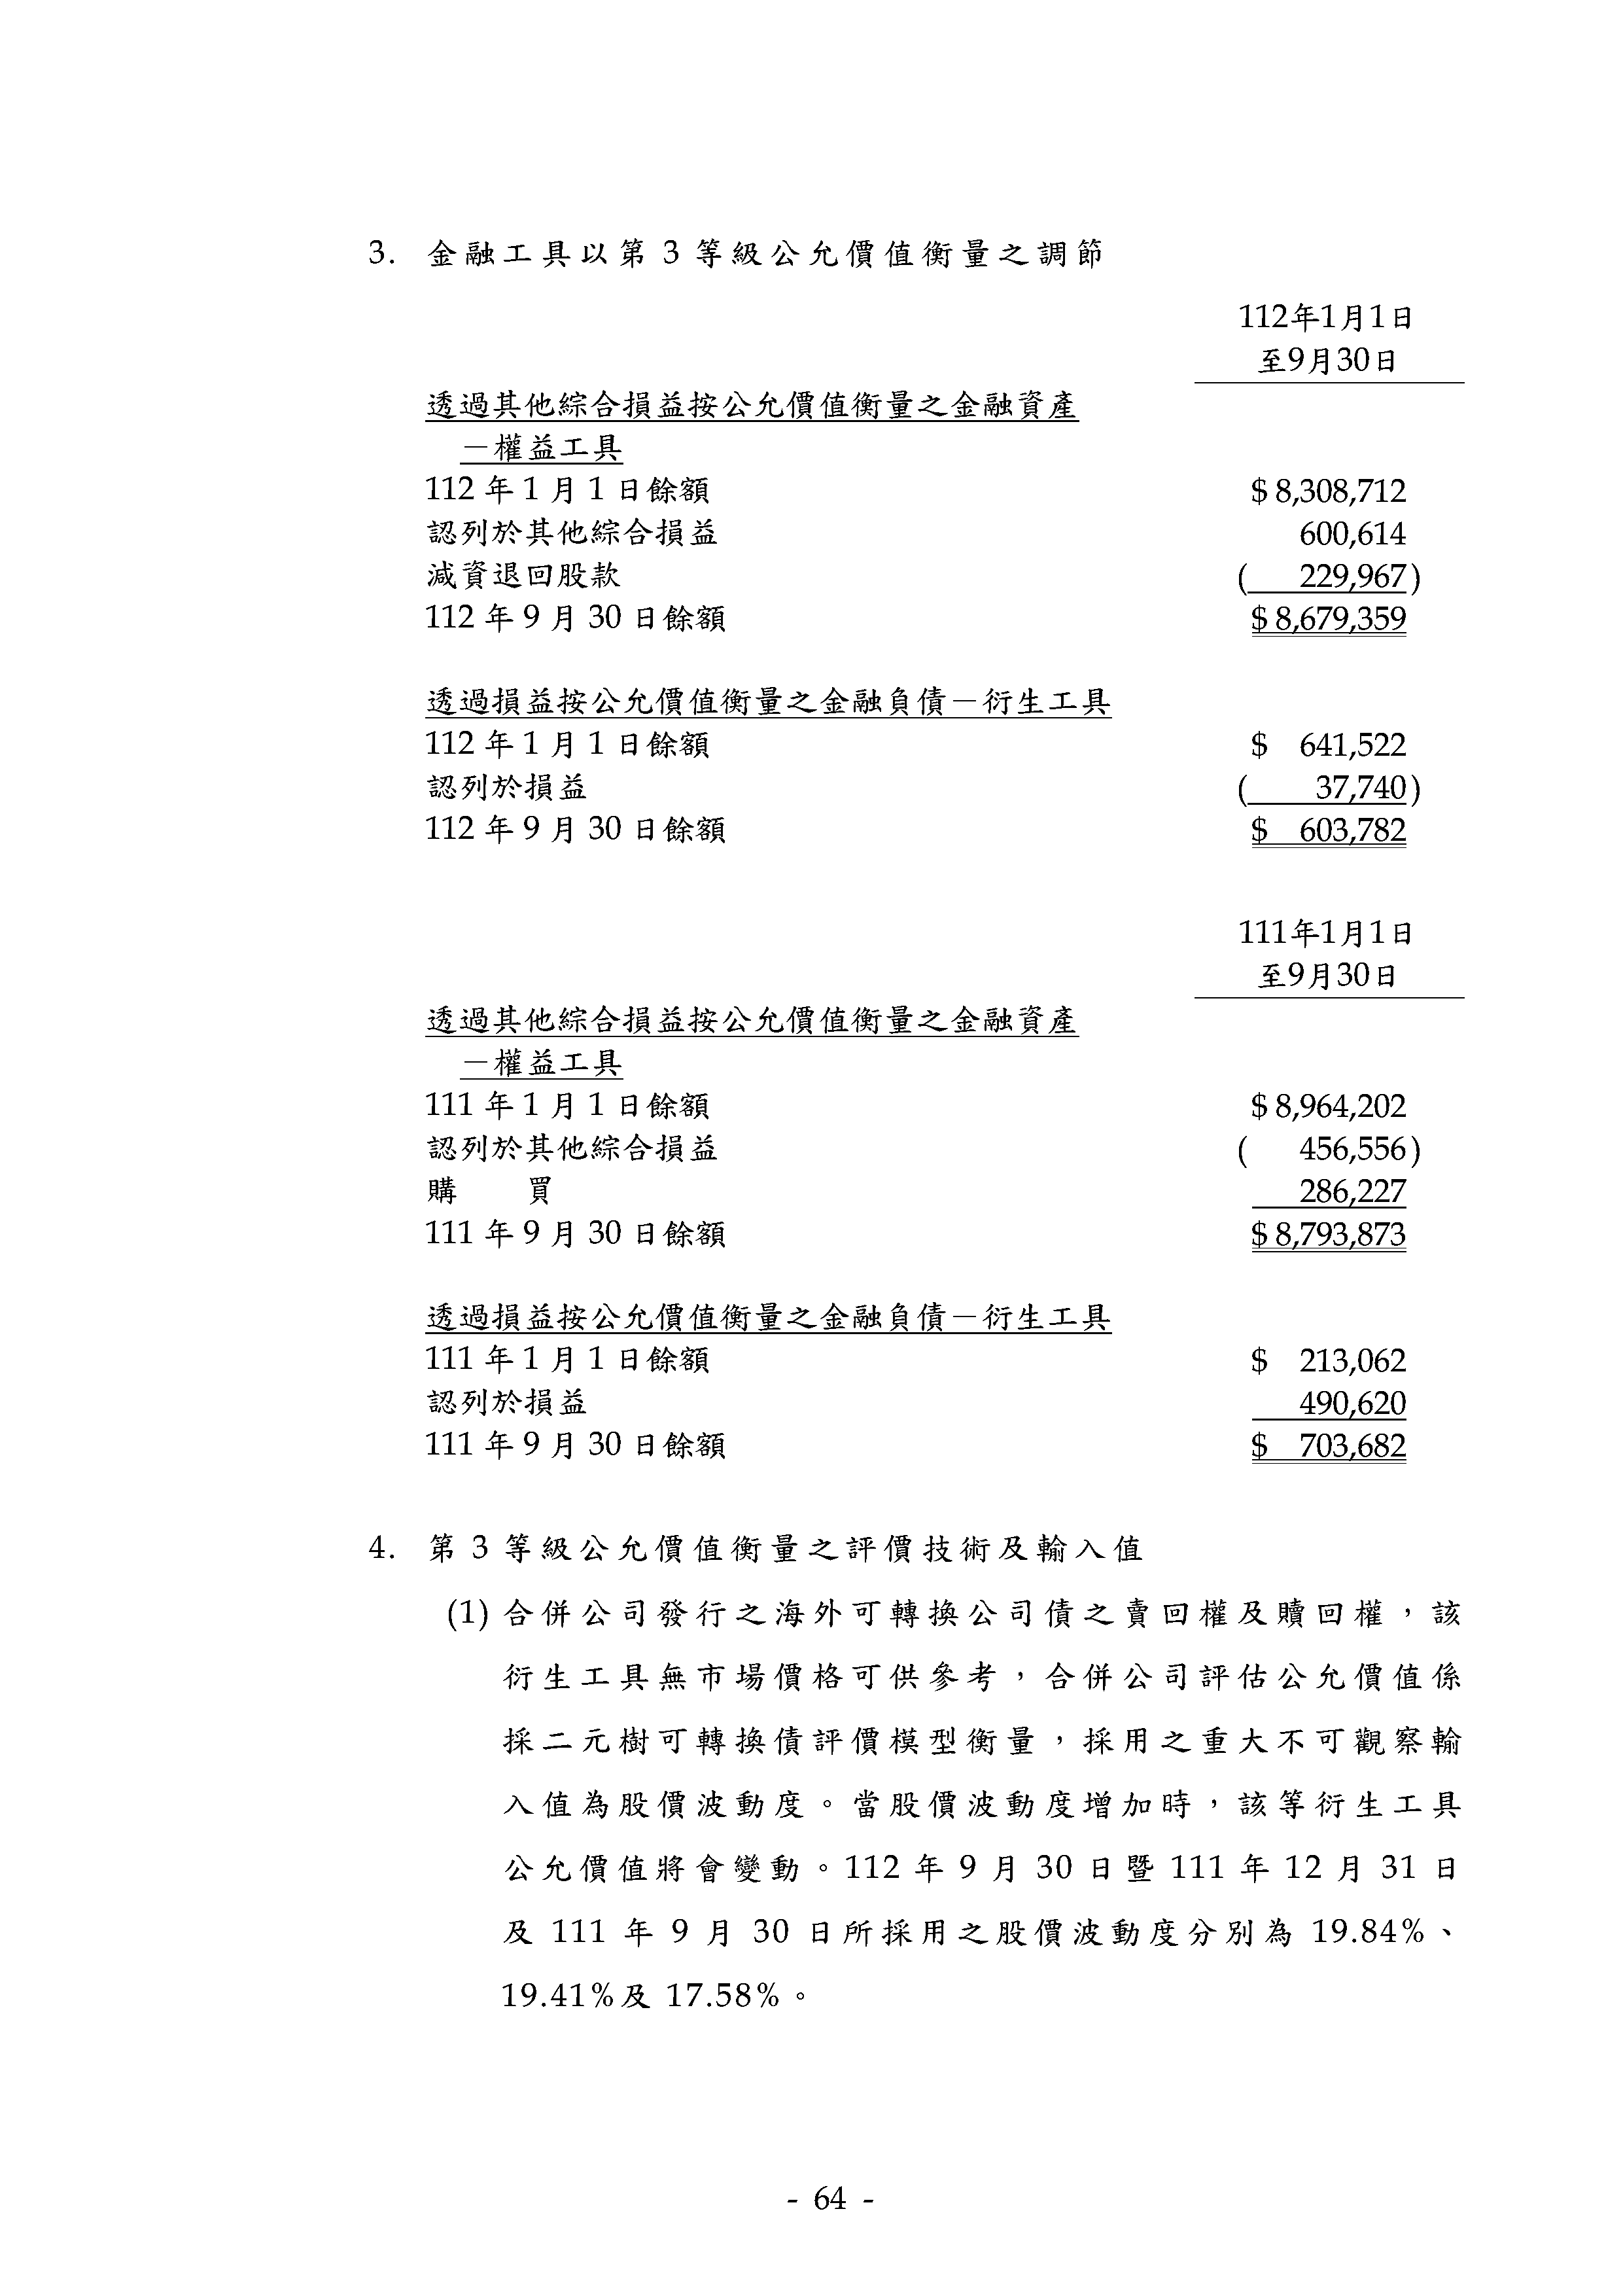 3. 金融工具以第 3 等級公允價值衡量之調節
112年1月1日
至9月30日
透過其他綜合損益按公允價值衡量之金融資產
－權益工具
112 年 1 月 1 日餘額 $ 8,308,712
認列於其他綜合損益 600,614
減資退回股款 ( 229,967)
112 年 9 月 30 日餘額 $ 8,679,359
透過損益按公允價值衡量之金融負債－衍生工具
112 年 1 月 1 日餘額 $ 641,522
認列於損益 ( 37,740)
112 年 9 月 30 日餘額 $ 603,782
111年1月1日
至9月30日
透過其他綜合損益按公允價值衡量之金融資產
－權益工具
111 年 1 月 1 日餘額 $ 8,964,202
認列於其他綜合損益 ( 456,556)
購 買 286,227
111 年 9 月 30 日餘額 $ 8,793,873
透過損益按公允價值衡量之金融負債－衍生工具
111 年 1 月 1 日餘額 $ 213,062
認列於損益 490,620
111 年 9 月 30 日餘額 $ 703,682
4. 第 3 等級公允價值衡量之評價技術及輸入值
(1) 合併公司發行之海外可轉換公司債之賣回權及贖回權，該
衍生工具無市場價格可供參考，合併公司評估公允價值係
採二元樹可轉換債評價模型衡量，採用之重大不可觀察輸
入值為股價波動度。當股價波動度增加時，該等衍生工具
公允價值將會變動。112 年 9 月 30 日暨 111 年 12 月 31 日
及 111 年 9 月 30 日所採用之股價波動度分別為 19.84%、
19.41%及 17.58%。
- 64 -